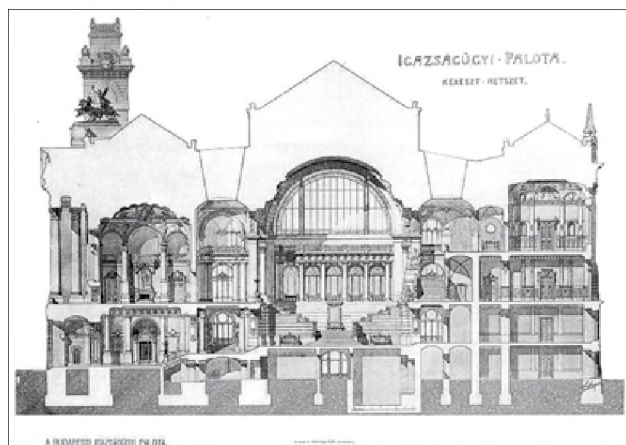 IGAZSÁGÜGYI · PALOTA.
KERESZT · METSZET.
A BUDAPESTI IGAZSÁGÜGYI PALOTA.